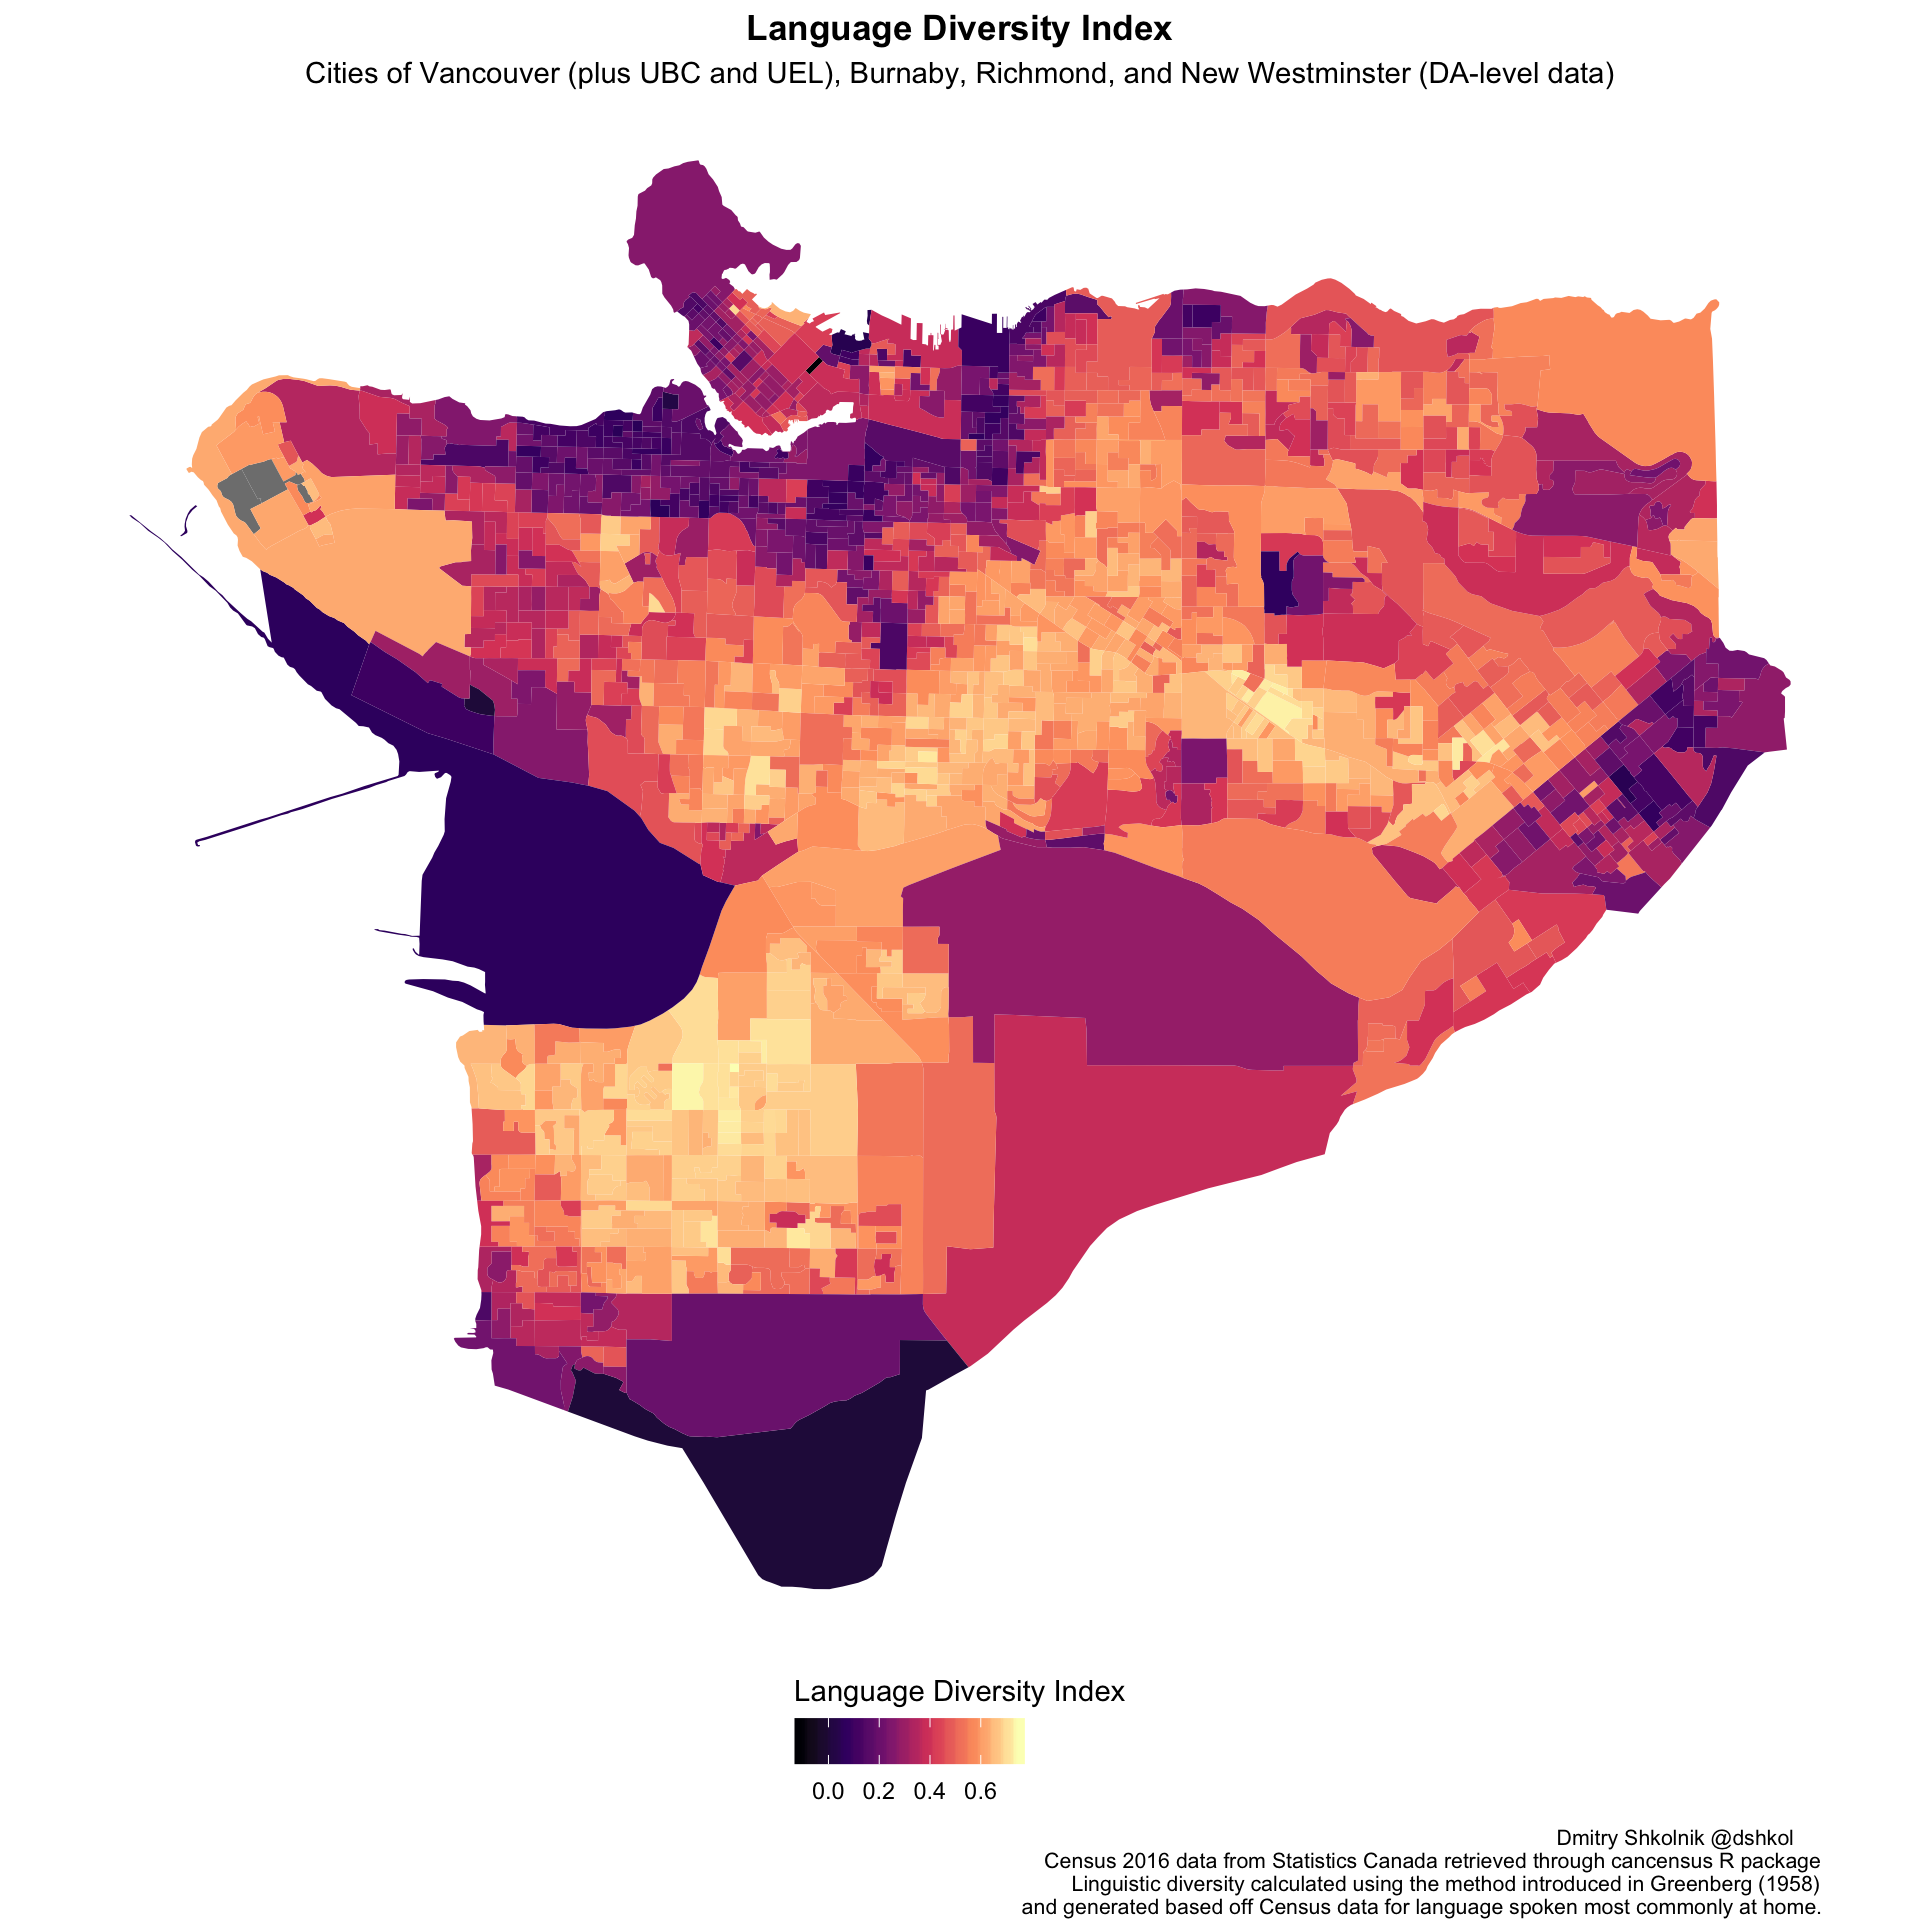 Language Diversity Index
Cities of Vancouver (plus UBC and UEL), Burnaby, Richmond, and New Westminster (DA-level data)
Language Diversity Index
0.0 0.2 0.4 0.6
Dmitry Shkolnik @dshkol
Census 2016 data from Statistics Canada retrieved through cancensus R package
Linguistic diversity calculated using the method introduced in Greenberg (1958)
and generated based off Census data for language spoken most commonly at home.